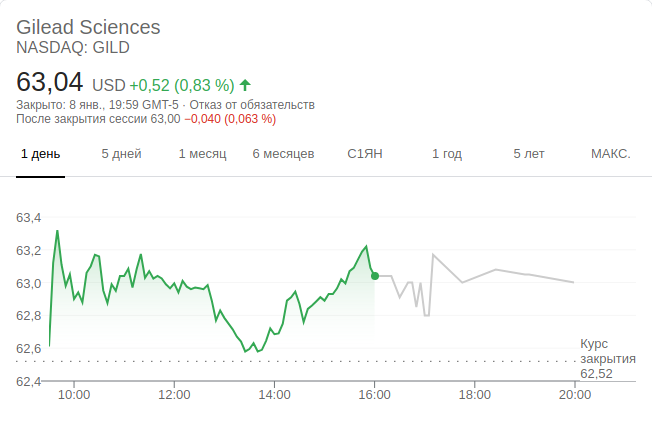 Gilead Sciences
NASDAQ: GILD
63,04 USD +0,52 (0,83 %)
Закрыто: 8 янв., 19:59 GMT-5 · Отказ от обязательств
После закрытия сессии 63,00 −0,040 (0,063 %)
1 день 5 дней 1 месяц 6 месяцев С1ЯН 1 год 5 лет МАКС.
63,4
63,2
63,0
62,8
62,6
62,4
Курс
закрытия
62,52
10:00 12:00 14:00 16:00 18:00 20:00